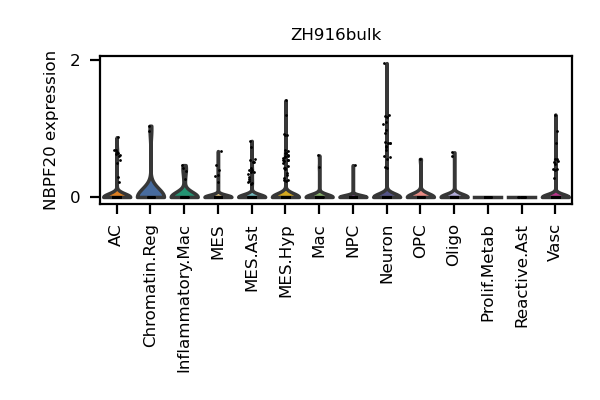 ZH916bulk
NBPF20 expression
2
0
AC
Chromatin.Reg
Inflammatory.Mac
MES
MES.Ast
MES.Hyp
Mac
NPC
Neuron
OPC
Oligo
Prolif.Metab
Reactive.Ast
Vasc